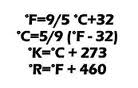 °F=9/5 °C+32
°C=5/9 (°F - 32)
°K=°C + 273
°R=°F + 460